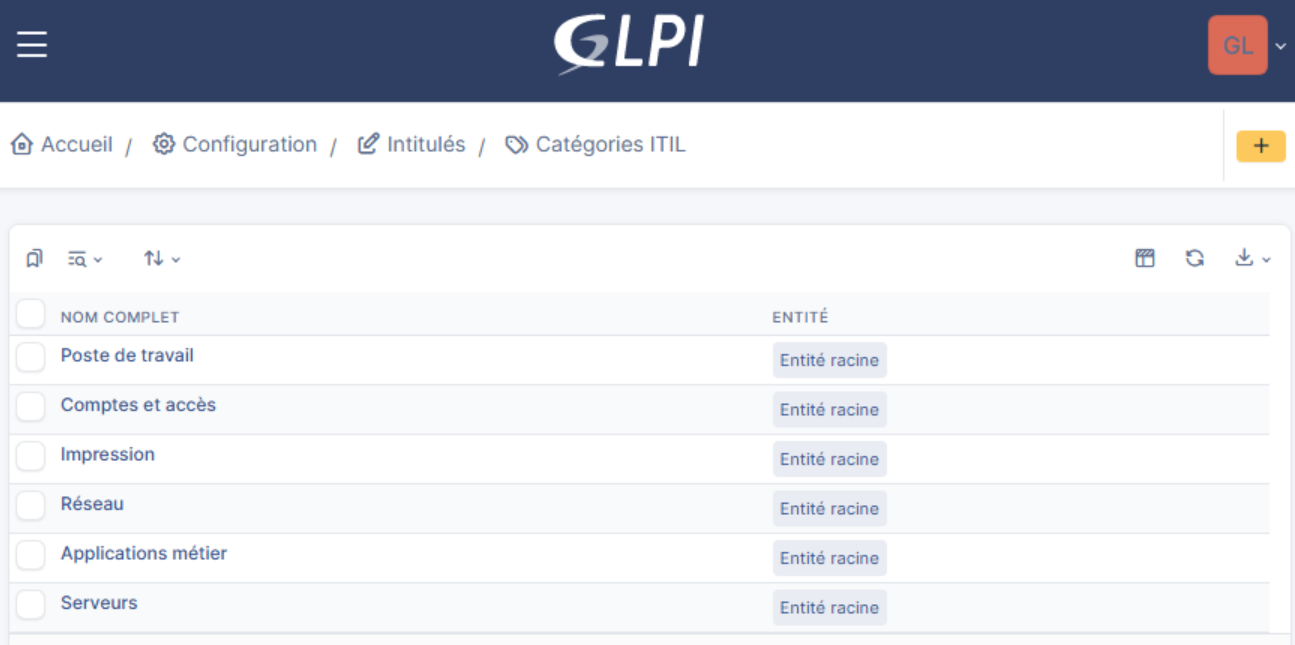 GLPI
GL
Accueil / Configuration / Intitulés / Catégories ITIL
+
NOM COMPLET ENTITÉ
Poste de travail Entité racine
Comptes et accès Entité racine
Impression Entité racine
Réseau Entité racine
Applications métier Entité racine
Serveurs Entité racine